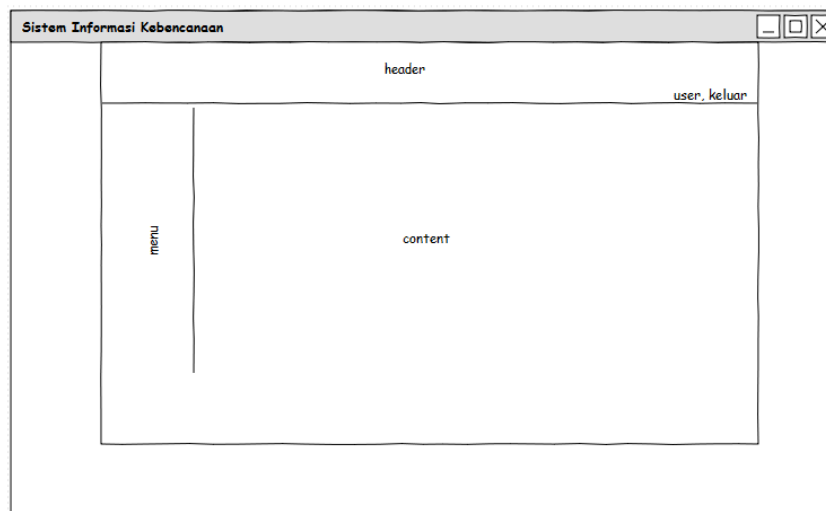 Sistem Informasi Kebencanaan
header
user, keluar
menu
content